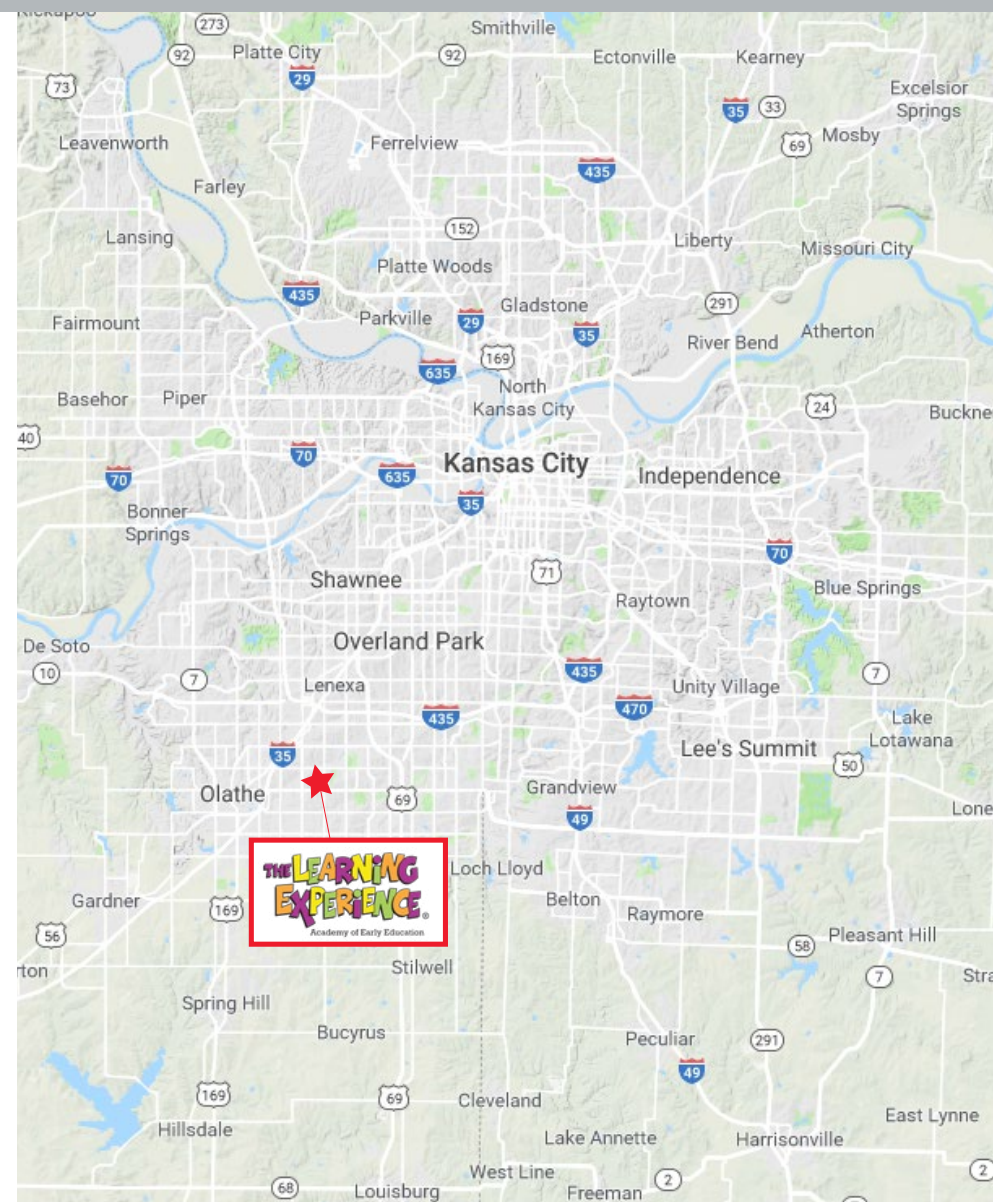 Kickapoo
273
Smithville
92
Platte City
92
Ectonville
Kearney
29
73
Excelsior
Springs
35
33
69
Mosby
Leavenworth
Ferrelview
435
Farley
152
Lansing
Liberty
Missouri City
Platte Woods
435
Gladstone
291
Fairmount
Parkville
29
35
Atherton
River Bend
169
635
North
Kansas City
Basehor
Piper
24
Buckne
40
Kansas City
70
635
Independence
70
35
Bonner
Springs
70
71
Shawnee
Blue Springs
Raytown
Overland Park
De Soto
10
7
435
7
Lenexa
Unity Village
435
470
Lake
Lotawana
35
Lee's Summit
50
Olathe
69
Grandview
49
Lone
THE LEARNING
EXPERIENCE®
Academy of Early Education
Loch Lloyd
Gardner
169
Belton
Raymore
56
58
Pleasant Hill
rton
Stilwell
7
Stra
Spring Hill
Bucyrus
Peculiar
291
49
169
69
Cleveland
East Lynne
Hillsdale
Lake Annette
Harrisonville
West Line
2
2
68
Louisburg
Freeman